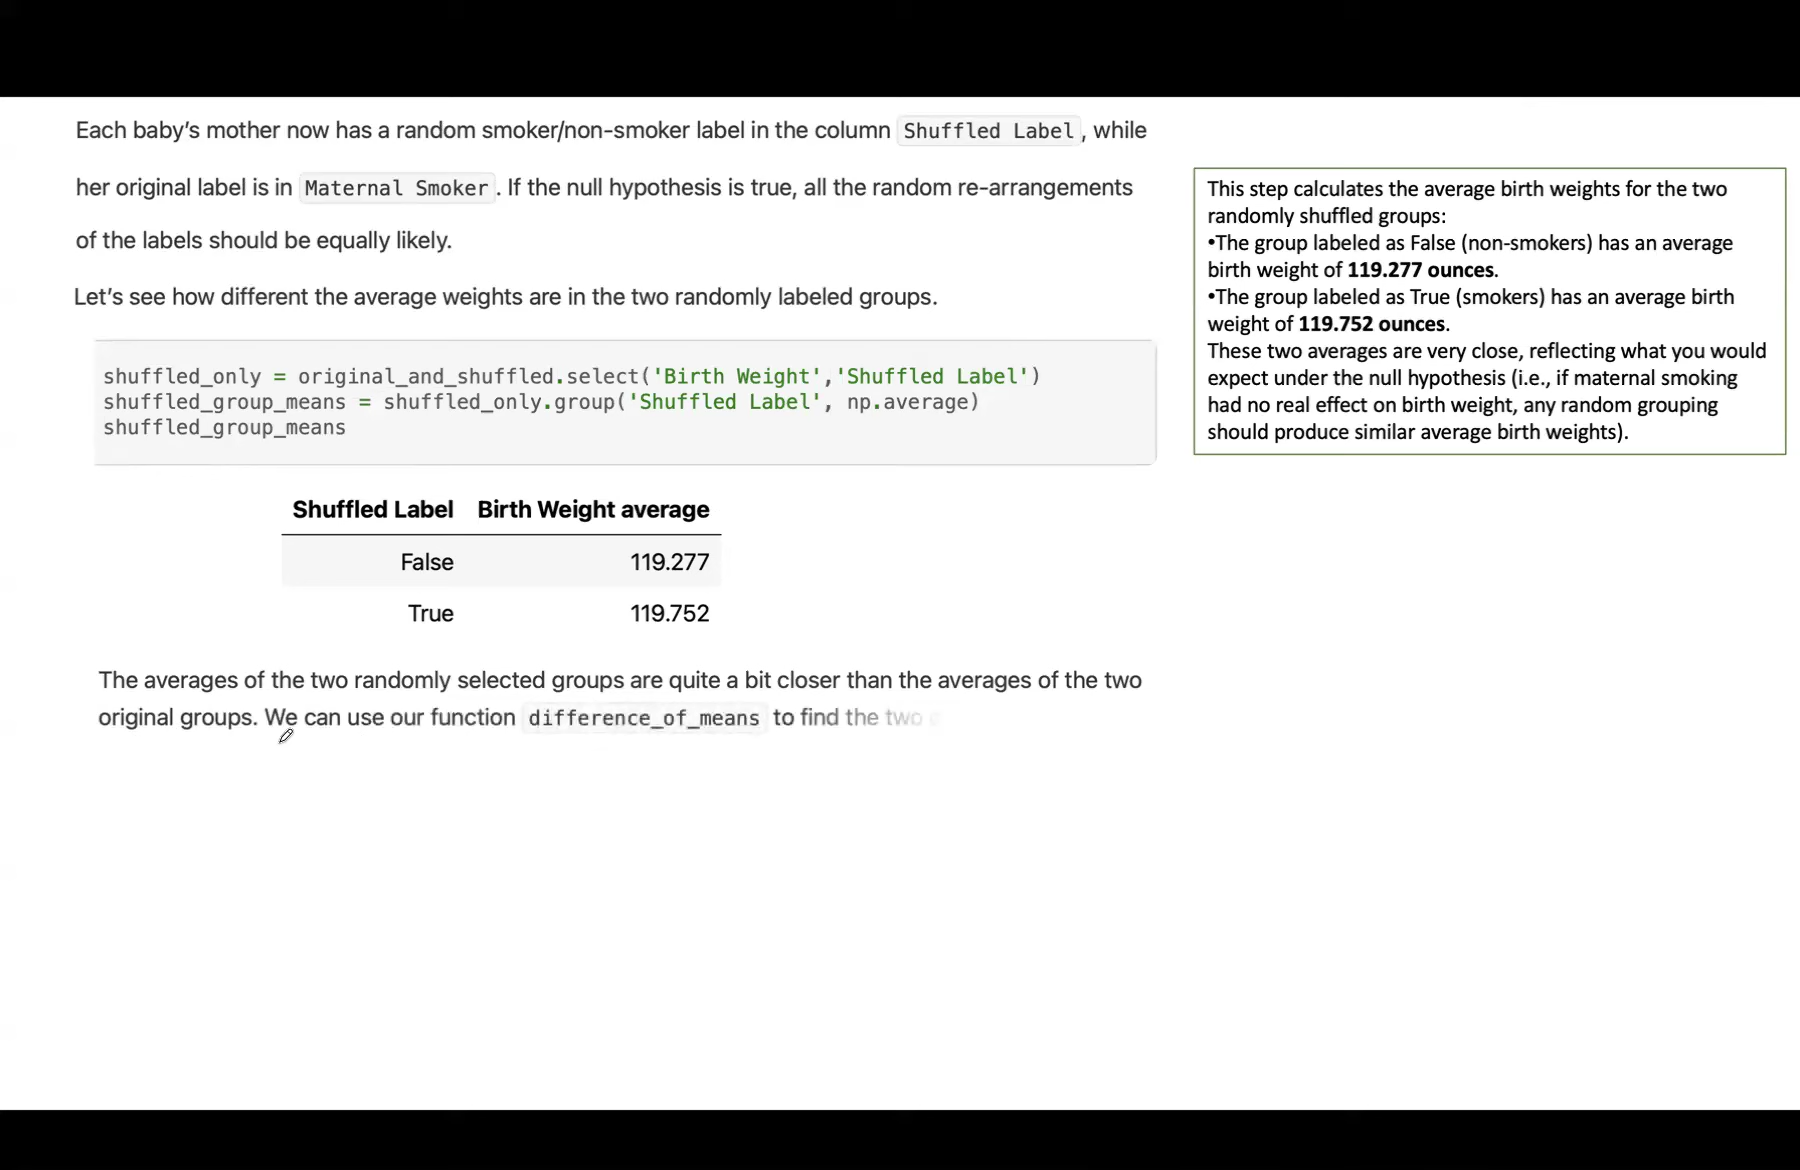 Each baby’s mother now has a random smoker/non-smoker label in the column Shuffled Label, while
her original label is in Maternal Smoker. If the null hypothesis is true, all the random re-arrangements
of the labels should be equally likely.
Let’s see how different the average weights are in the two randomly labeled groups.
shuffled_only = original_and_shuffled.select('Birth Weight','Shuffled Label')
shuffled_group_means = shuffled_only.group('Shuffled Label', np.average)
shuffled_group_means
Shuffled Label Birth Weight average
False 119.277
True 119.752
The averages of the two randomly selected groups are quite a bit closer than the averages of the two
original groups. We can use our function difference_of_means to find the two
This step calculates the average birth weights for the two
randomly shuffled groups:
•The group labeled as False (non-smokers) has an average
birth weight of 119.277 ounces.
•The group labeled as True (smokers) has an average birth
weight of 119.752 ounces.
These two averages are very close, reflecting what you would
expect under the null hypothesis (i.e., if maternal smoking
had no real effect on birth weight, any random grouping
should produce similar average birth weights).